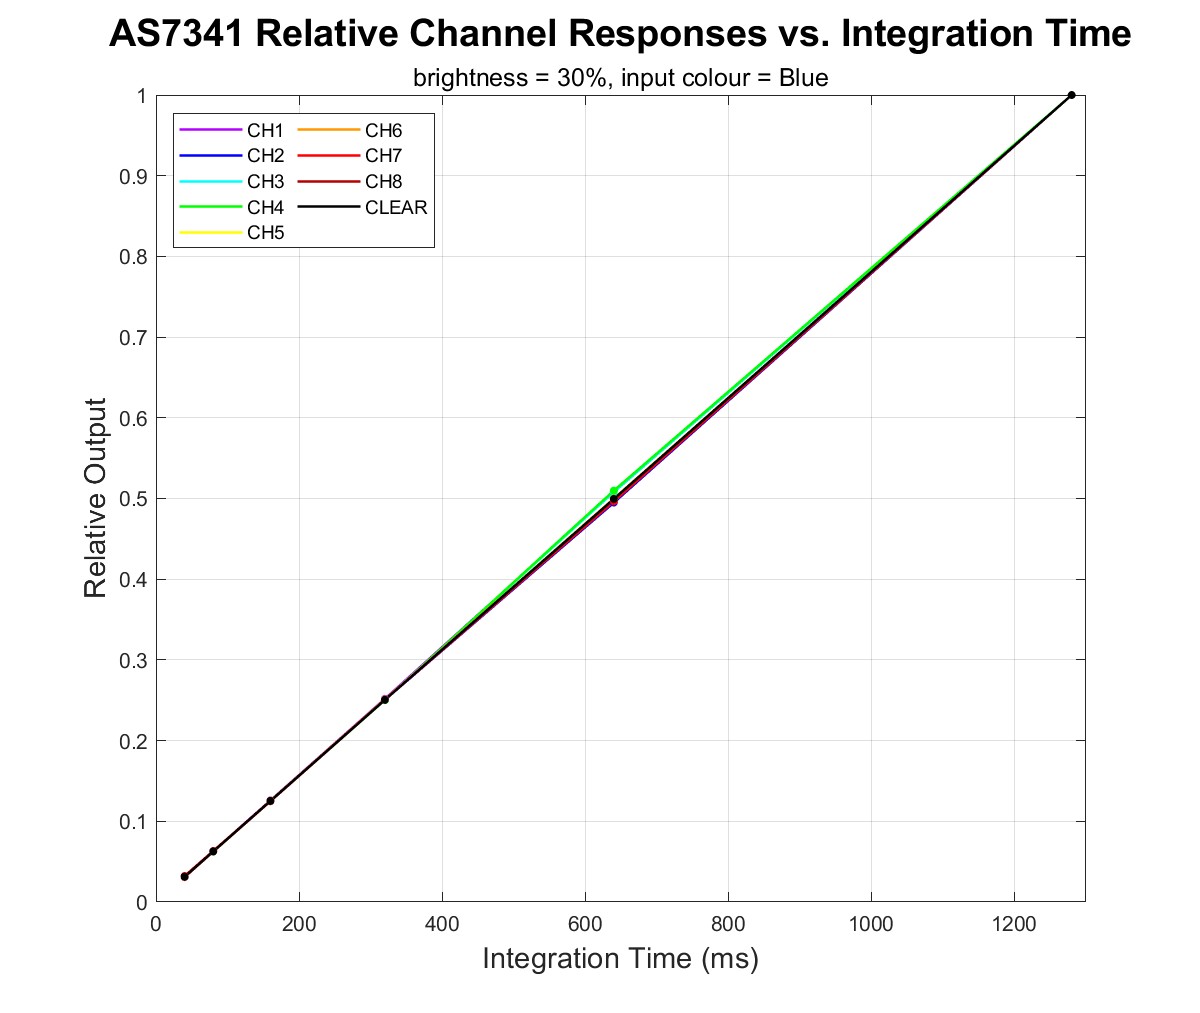 AS7341 Relative Channel Responses vs. Integration Time
brightness = 30%, input colour = Blue
CH1
CH2
CH3
CH4
CH5
CH6
CH7
CH8
CLEAR
Relative Output
1
0.9
0.8
0.7
0.6
0.5
0.4
0.3
0.2
0.1
0
0 200 400 600 800 1000 1200
Integration Time (ms)